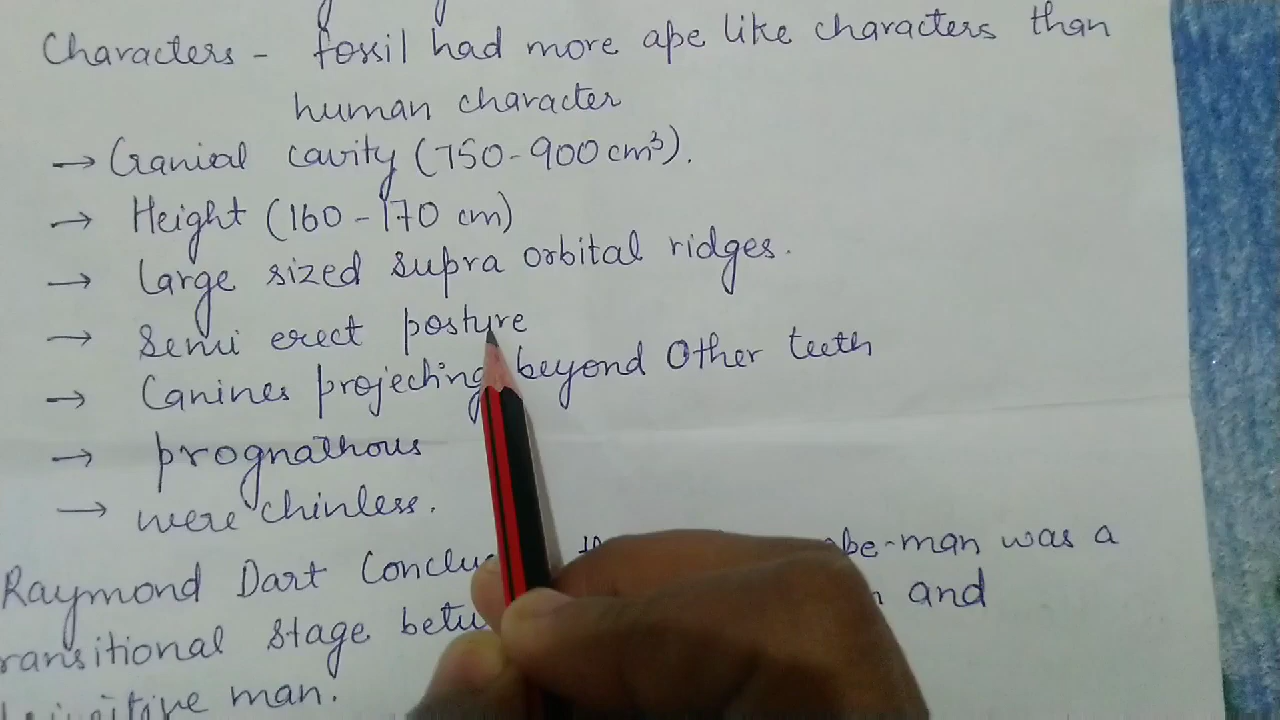 Characters - fossil had more ape like characters than
human character
→ Cranial cavity (750-900 cm³).
→ Height (160-170 cm)
→ large sized supra orbital ridges.
→ Semi erect posture
→ Canines projecting beyond Other teeth
→ prognathous
→ were chinless.
Raymond Dart Conclu ape-man was a
ransitional stage betw and
man.